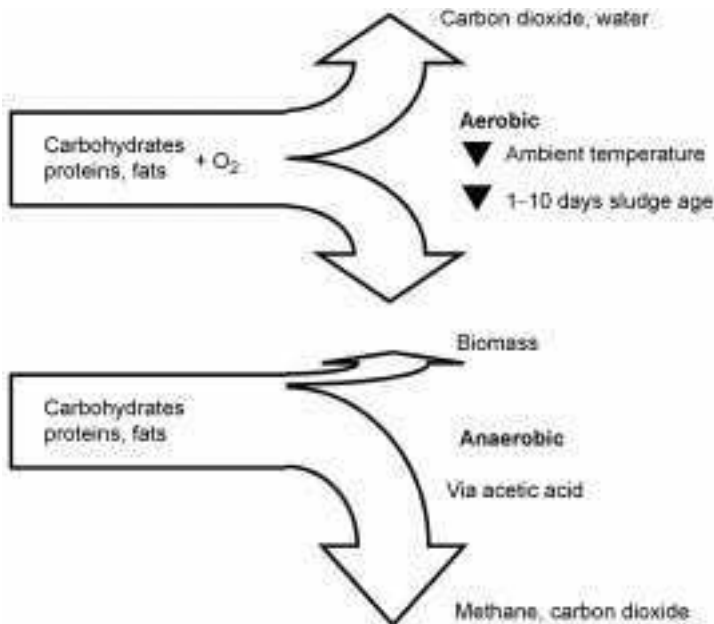 Carbon dioxide, water
Carbohydrates
proteins, fats + O₂
Aerobic
Ambient temperature
1–10 days sludge age
Biomass
Carbohydrates
proteins, fats
Anaerobic
Via acetic acid
Methane, carbon dioxide